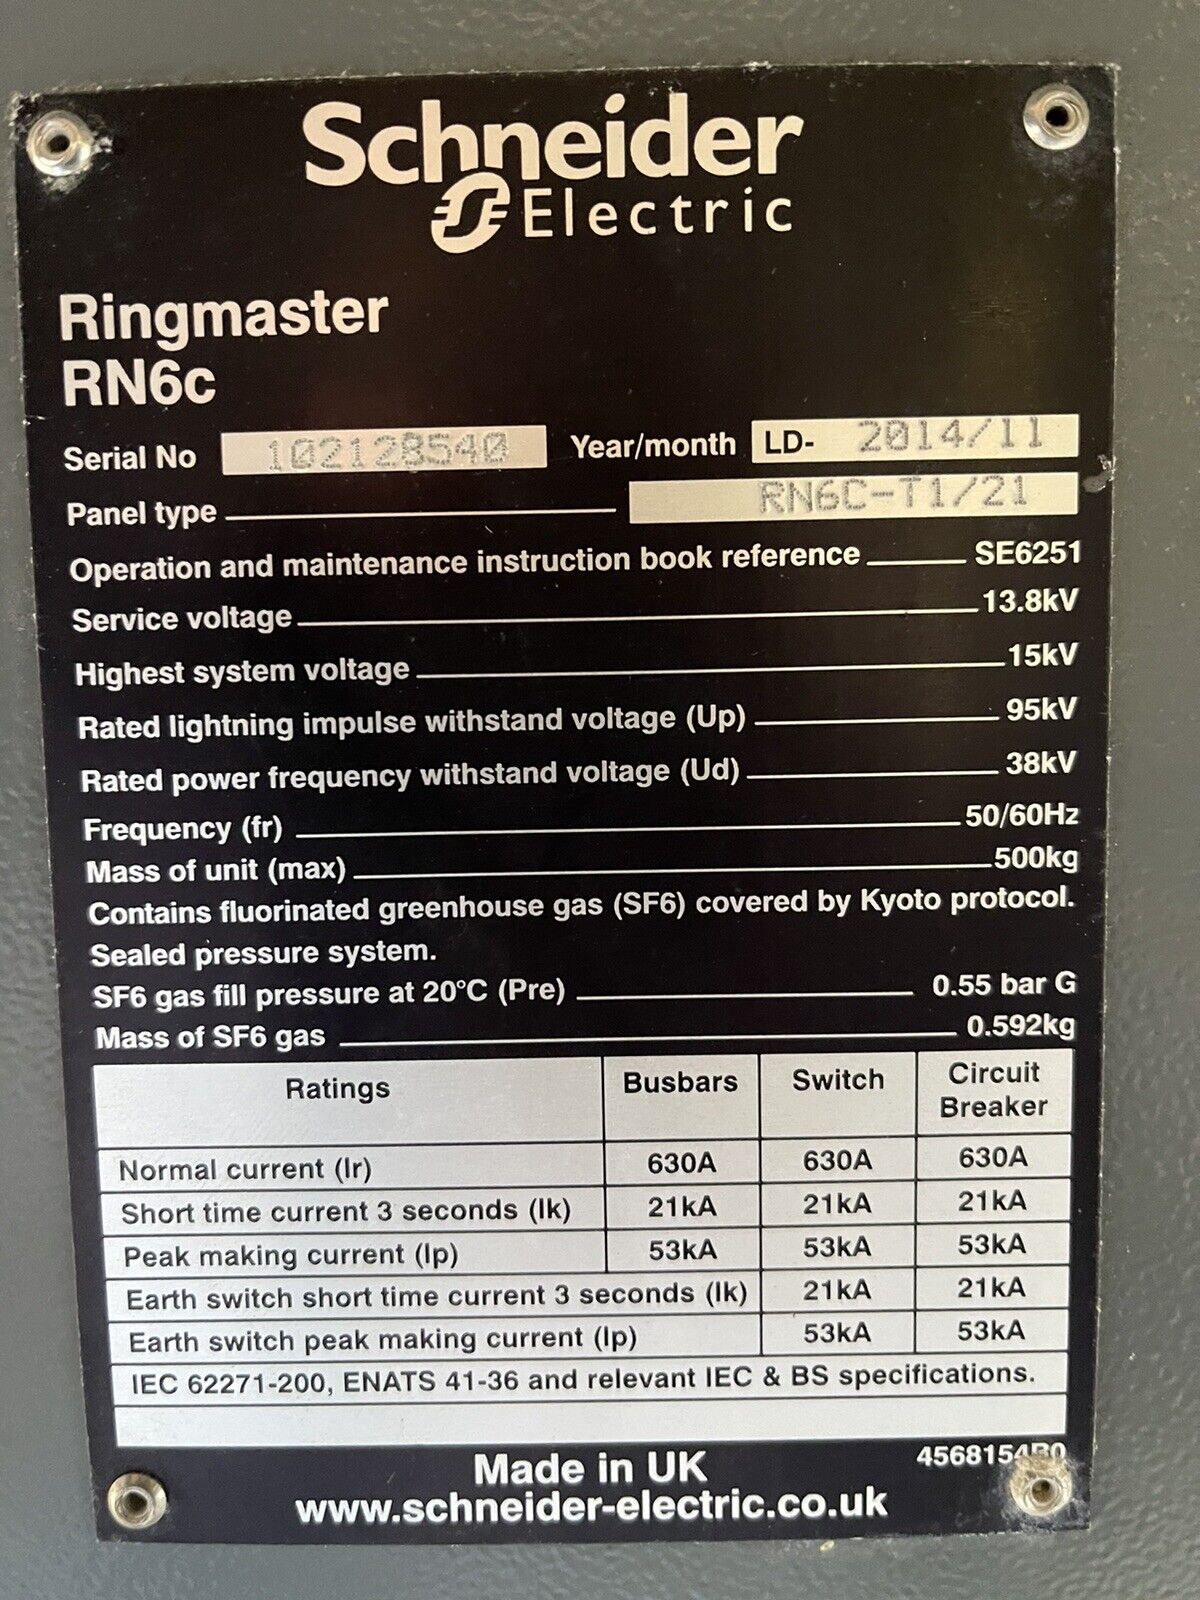 Schneider
Electric
Ringmaster
RN6c
Serial No 102128540 Year/month LD- 2014/11
Panel type RN6C-T1/21
Operation and maintenance instruction book reference SE6251
Service voltage 13.8kV
Highest system voltage 15kV
Rated lightning impulse withstand voltage (Up) 95kV
Rated power frequency withstand voltage (Ud) 38kV
Frequency (fr) 50/60Hz
Mass of unit (max) 500kg
Contains fluorinated greenhouse gas (SF6) covered by Kyoto protocol.
Sealed pressure system.
SF6 gas fill pressure at 20°C (Pre) 0.55 bar G
Mass of SF6 gas 0.592kg
Ratings Busbars Switch Circuit Breaker
Normal current (Ir) 630A 630A 630A
Short time current 3 seconds (Ik) 21kA 21kA 21kA
Peak making current (Ip) 53kA 53kA 53kA
Earth switch short time current 3 seconds (Ik) 21kA 21kA
Earth switch peak making current (Ip) 53kA 53kA
IEC 62271-200, ENATS 41-36 and relevant IEC & BS specifications.
Made in UK
www.schneider-electric.co.uk